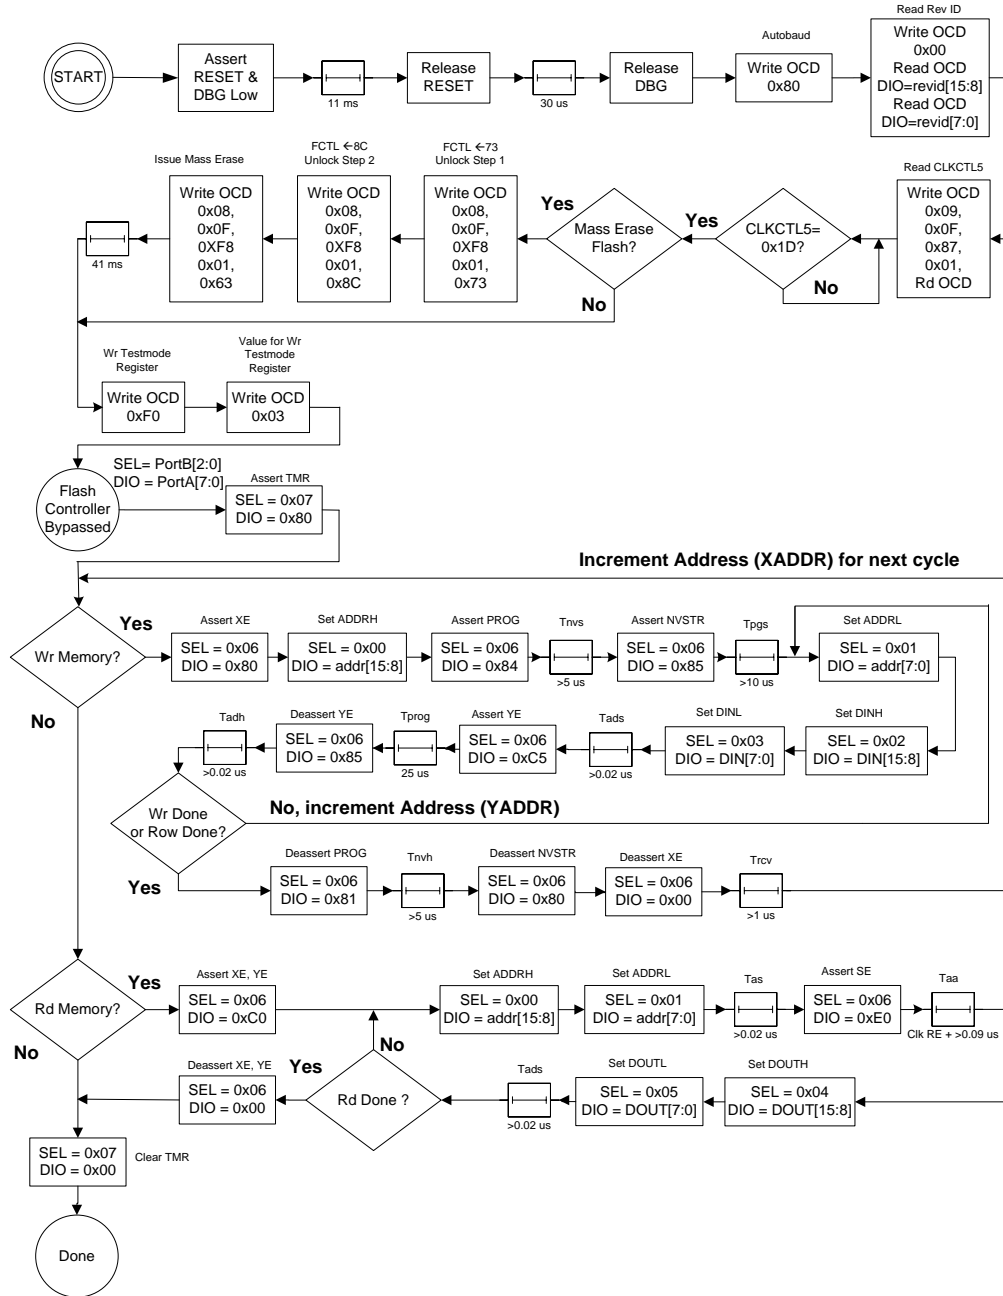 START
Assert
RESET &
DBG Low
11 ms
Release
RESET
30 us
Release
DBG
Autobaud
Write OCD
0x80
Read Rev ID
Write OCD
0x00
Read OCD
DIO=revid[15:8]
Read OCD
DIO=revid[7:0]
Read CLKCTL5
Write OCD
0x09,
0x0F,
0x87,
0x01,
Rd OCD
CLKCTL5=
0x1D?
Yes
No
Mass Erase
Flash?
Yes
No
FCTL ←73
Unlock Step 1
Write OCD
0x08,
0x0F,
XF8
0x01,
0x73
FCTL ←8C
Unlock Step 2
Write OCD
0x08,
0x0F,
XF8
0x01,
0x8C
Issue Mass Erase
Write OCD
0x08,
0x0F,
XF8
0x01,
0x63
41 ms
Wr Testmode
Register
Write OCD
0xF0
Value for Wr
Testmode
Register
Write OCD
0x03
Flash
Controller
Bypassed
SEL= PortB[2:0]
DIO = PortA[7:0]
Assert TMR
SEL = 0x07
DIO = 0x80
Increment Address (XADDR) for next cycle
Wr Memory?
Yes
No
Assert XE
SEL = 0x06
DIO = 0x80
Set ADDRH
SEL = 0x00
DIO = addr[15:8]
Assert PROG
SEL = 0x06
DIO = 0x84
Tnvs
>5 us
Assert NVSTR
SEL = 0x06
DIO = 0x85
Tpgs
>10 us
Set ADDRL
SEL = 0x01
DIO = addr[7:0]
Set DINH
SEL = 0x02
DIO = DIN[15:8]
Set DINL
SEL = 0x03
DIO = DIN[7:0]
Tads
>0.02 us
Assert YE
SEL = 0x06
DIO = 0xC5
Tprog
25 us
Deassert YE
SEL = 0x06
DIO = 0x85
Tadh
>0.02 us
Wr Done
or Row Done?
No, increment Address (YADDR)
Yes
Deassert PROG
SEL = 0x06
DIO = 0x81
Tnvh
>5 us
Deassert NVSTR
SEL = 0x06
DIO = 0x80
Deassert XE
SEL = 0x06
DIO = 0x00
Trcv
>1 us
Rd Memory?
Yes
No
Assert XE, YE
SEL = 0x06
DIO = 0xC0
Set ADDRH
SEL = 0x00
DIO = addr[15:8]
Set ADDRL
SEL = 0x01
DIO = addr[7:0]
Tas
>0.02 us
Assert SE
SEL = 0x06
DIO = 0xE0
Taa
Clk RE + >0.09 us
Set DOUTH
SEL = 0x04
DIO = DOUT[15:8]
Set DOUTL
SEL = 0x05
DIO = DOUT[7:0]
Tads
>0.02 us
Rd Done ?
No
Yes
Deassert XE, YE
SEL = 0x06
DIO = 0x00
SEL = 0x07
DIO = 0x00
Clear TMR
Done